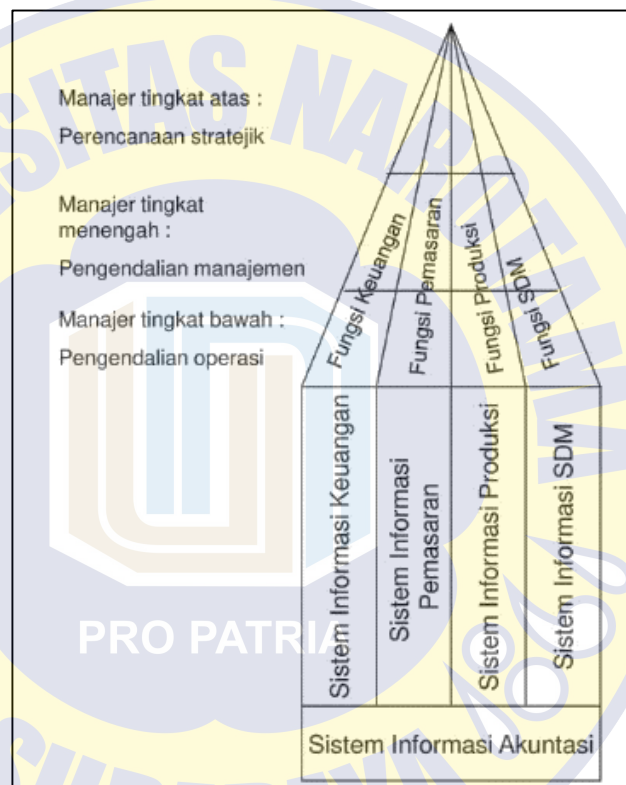 Manajer tingkat atas :
Perencanaan stratejik
Manajer tingkat
menengah :
Pengendalian manajemen
Manajer tingkat bawah :
Pengendalian operasi
Fungsi Keuangan
Fungsi Pemasaran
Fungsi Produksi
Fungsi SDM
Sistem Informasi Keuangan
Sistem Informasi
Pemasaran
Sistem Informasi Produksi
Sistem Informasi SDM
Sistem Informasi Akuntasi
PRO PATRIA